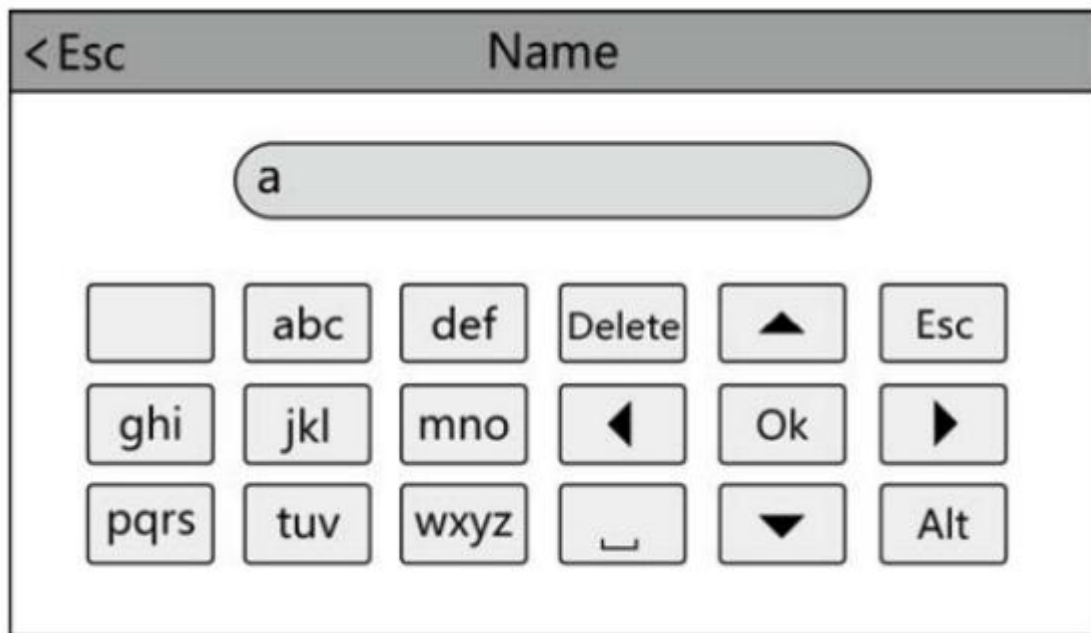 <Esc Name
a
abc def Delete ▲ Esc
ghi jkl mno ◀ Ok ▶
pqrs tuv wxyz ⎵ ▼ Alt